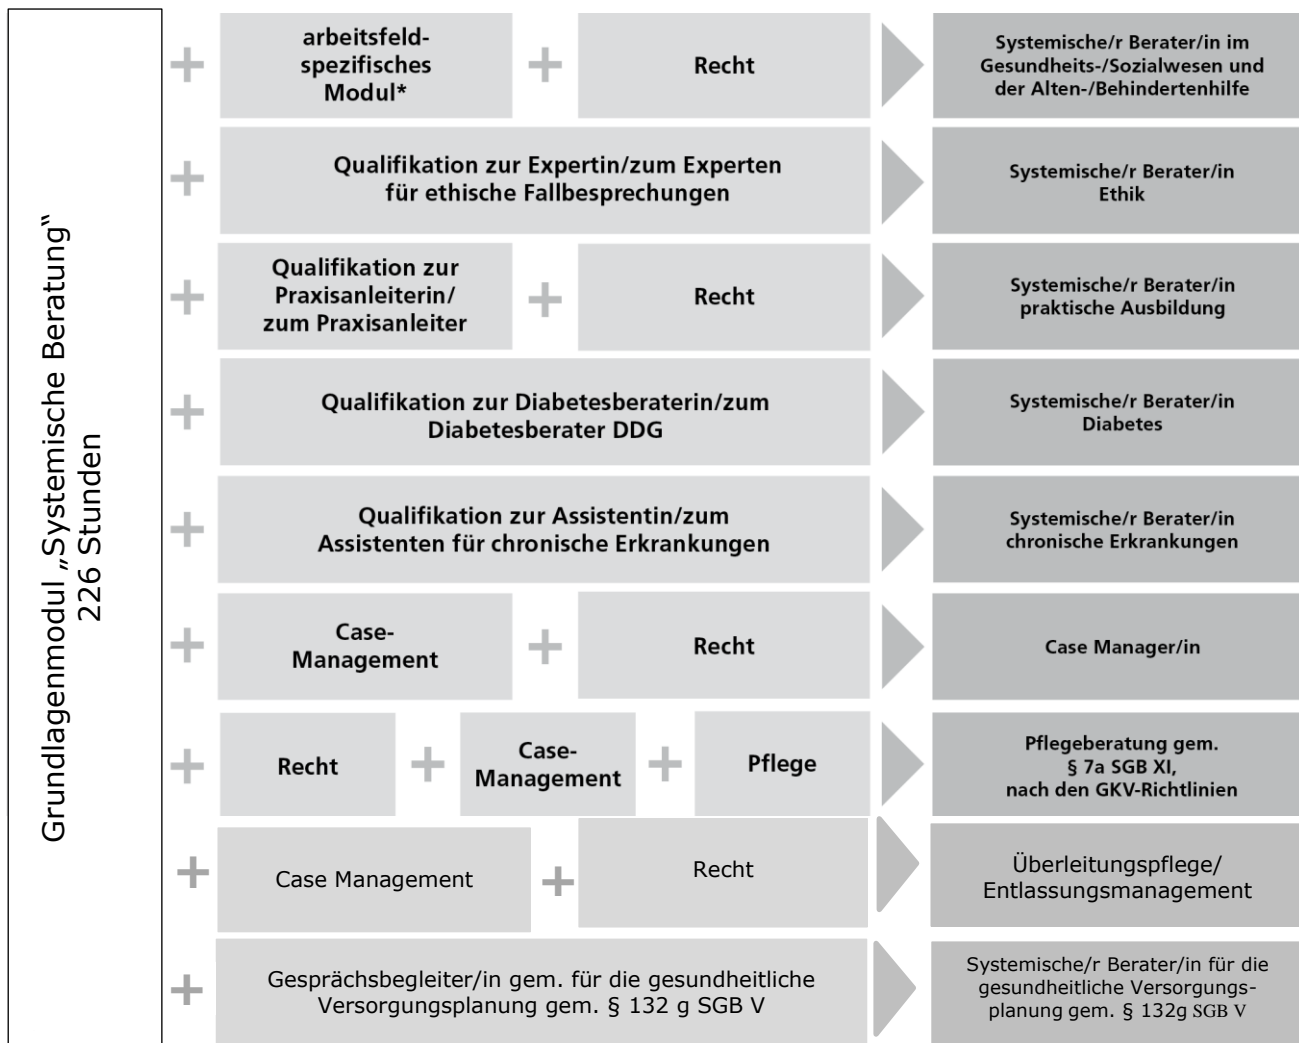 Grundlagenmodul „Systemische Beratung“
226 Stunden
+
arbeitsfeld-
spezifisches
Modul*
+
Recht
Systemische/r Berater/in im
Gesundheits-/Sozialwesen und
der Alten-/Behindertenhilfe
+
Qualifikation zur Expertin/zum Experten
für ethische Fallbesprechungen
Systemische/r Berater/in
Ethik
+
Qualifikation zur
Praxisanleiterin/
zum Praxisanleiter
+
Recht
Systemische/r Berater/in
praktische Ausbildung
+
Qualifikation zur Diabetesberaterin/zum
Diabetesberater DDG
Systemische/r Berater/in
Diabetes
+
Qualifikation zur Assistentin/zum
Assistenten für chronische Erkrankungen
Systemische/r Berater/in
chronische Erkrankungen
+
Case-
Management
+
Recht
Case Manager/in
+
Recht
+
Case-
Management
+
Pflege
Pflegeberatung gem.
§ 7a SGB XI,
nach den GKV-Richtlinien
+
Case Management
+
Recht
Überleitungspflege/
Entlassungsmanagement
+
Gesprächsbegleiter/in gem. für die gesundheitliche
Versorgungsplanung gem. § 132 g SGB V
Systemische/r Berater/in für die
gesundheitliche Versorgungs-
planung gem. § 132g SGB V